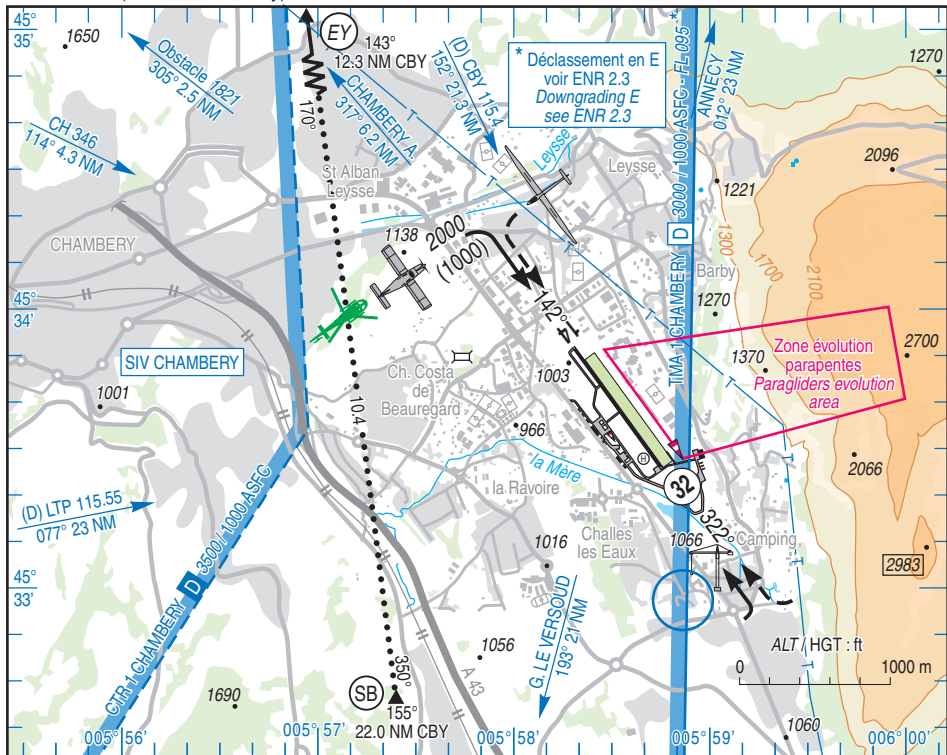 45°
35'
1650
Obstacle 1821
305° 2.5 NM
EY
143°
12.3 NM CBY
170°
CHAMBERY A.
317° 6.2 NM
(D) CBY 115.4
152° 21.3 NM
* Déclassement en E
voir ENR 2.3
Downgrading E
see ENR 2.3
ANNECY
012° 23 NM
1270
CH 346
114° 4.3 NM
St Alban
Leysse
Leysse
Leysse
2096
1221
CHAMBERY
1138
2000
(1000)
TMA 1 CHAMBERY D 3000 / 1000 ASFC - FL 095 *
1300
1700
2100
Barby
1270
45°
34'
142°
SIV CHAMBERY
Ch. Costa
de
Beauregard
1003
1370
Zone évolution
parapentes
Paragliders evolution
area
2700
1001
10.4
966
H
2066
(D) LTP 115.55
077° 23 NM
la Mère
la Ravoire
32
322°
Challes
les Eaux
1066
Camping
1016
2983
45°
33'
CTR 1 CHAMBERY D 3500 / 1000 ASFC
G. LE VERSOUD
193° 21 NM
1056
A 43
ALT / HGT : ft
0
1000 m
1690
SB
350°
155°
22.0 NM CBY
1060
005° 56'
005° 57'
005° 58'
005° 59'
006° 00'